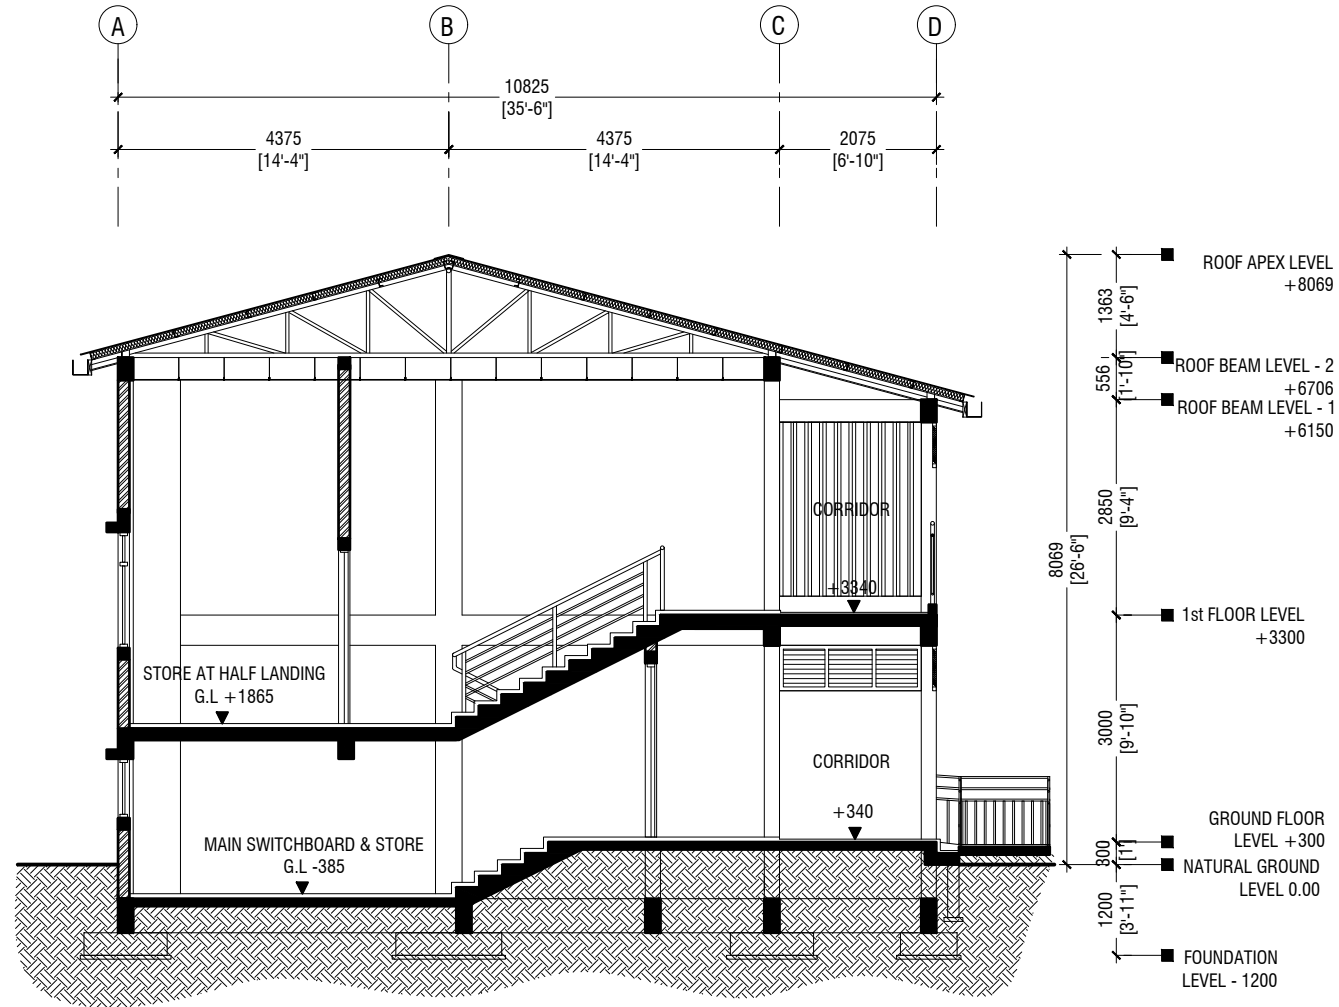 A B C D
10825
[35'-6"]
4375 4375 2075
[14'-4"] [14'-4"] [6'-10"]
ROOF APEX LEVEL
+8069
1363
[4'-6"]
ROOF BEAM LEVEL - 2
+6706
556
[1'-10"]
ROOF BEAM LEVEL - 1
+6150
2850
[9'-4"]
8069
[26'-6"]
CORRIDOR
+3340
1st FLOOR LEVEL
+3300
STORE AT HALF LANDING
G.L +1865
3000
[9'-10"]
CORRIDOR
+340
MAIN SWITCHBOARD & STORE
G.L -385
GROUND FLOOR
LEVEL +300
300
[1']
NATURAL GROUND
LEVEL 0.00
1200
[3'-11"]
FOUNDATION
LEVEL - 1200